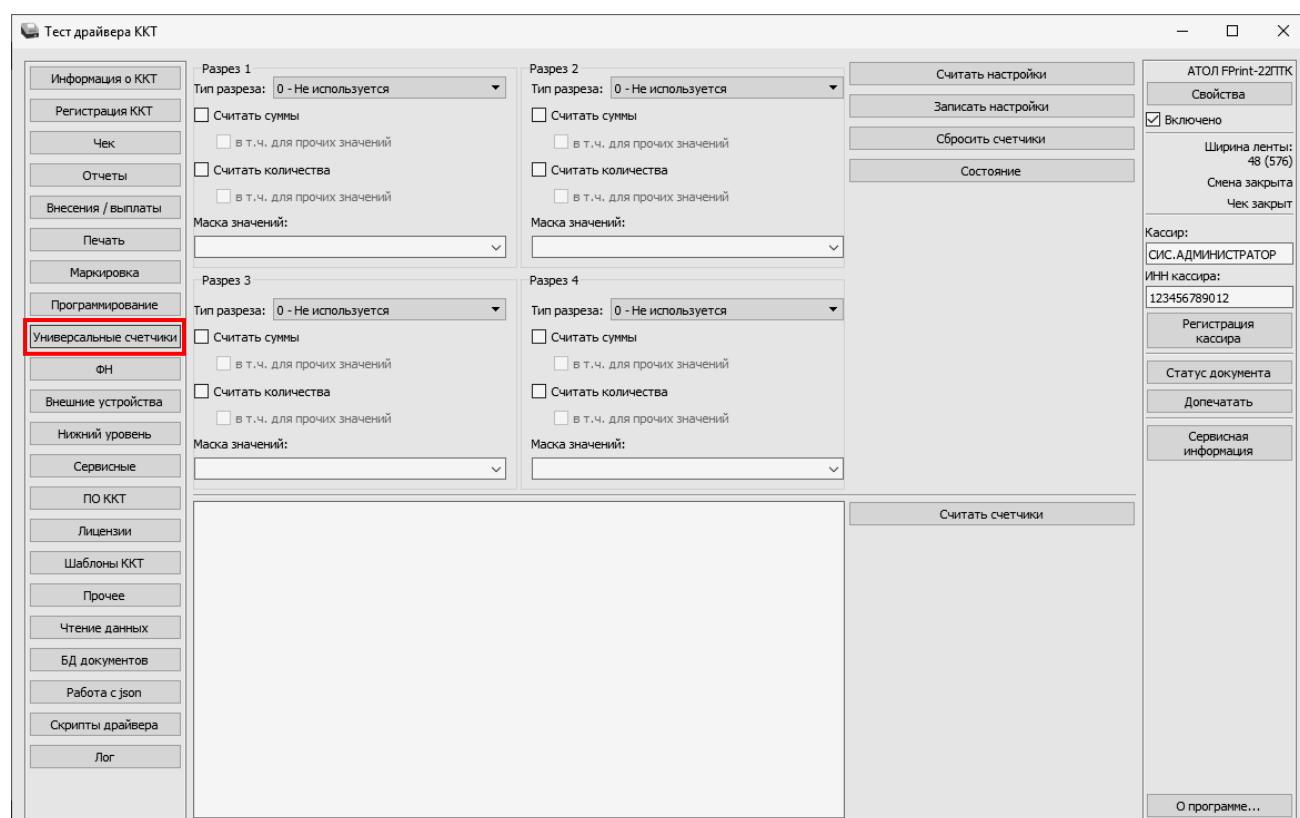 Тест драйвера ККТ
Информация о ККТ
Регистрация ККТ
Чек
Отчеты
Внесения / выплаты
Печать
Маркировка
Программирование
Универсальные счетчики
ФН
Внешние устройства
Нижний уровень
Сервисные
ПО ККТ
Лицензии
Шаблоны ККТ
Прочее
Чтение данных
БД документов
Работа с json
Скрипты драйвера
Лог
Разрез 1
Тип разреза: 0 - Не используется
Считать суммы
в т.ч. для прочих значений
Считать количества
в т.ч. для прочих значений
Маска значений:
Разрез 2
Тип разреза: 0 - Не используется
Считать суммы
в т.ч. для прочих значений
Считать количества
в т.ч. для прочих значений
Маска значений:
Разрез 3
Тип разреза: 0 - Не используется
Считать суммы
в т.ч. для прочих значений
Считать количества
в т.ч. для прочих значений
Маска значений:
Разрез 4
Тип разреза: 0 - Не используется
Считать суммы
в т.ч. для прочих значений
Считать количества
в т.ч. для прочих значений
Маска значений:
Считать настройки
Записать настройки
Сбросить счетчики
Состояние
Считать счетчики
АТОЛ FPrint-22ПТК
Свойства
Включено
Ширина ленты:
48 (576)
Смена закрыта
Чек закрыт
Кассир:
СИС.АДМИНИСТРАТОР
ИНН кассира:
123456789012
Регистрация
кассира
Статус документа
Допечатать
Сервисная
информация
О программе...